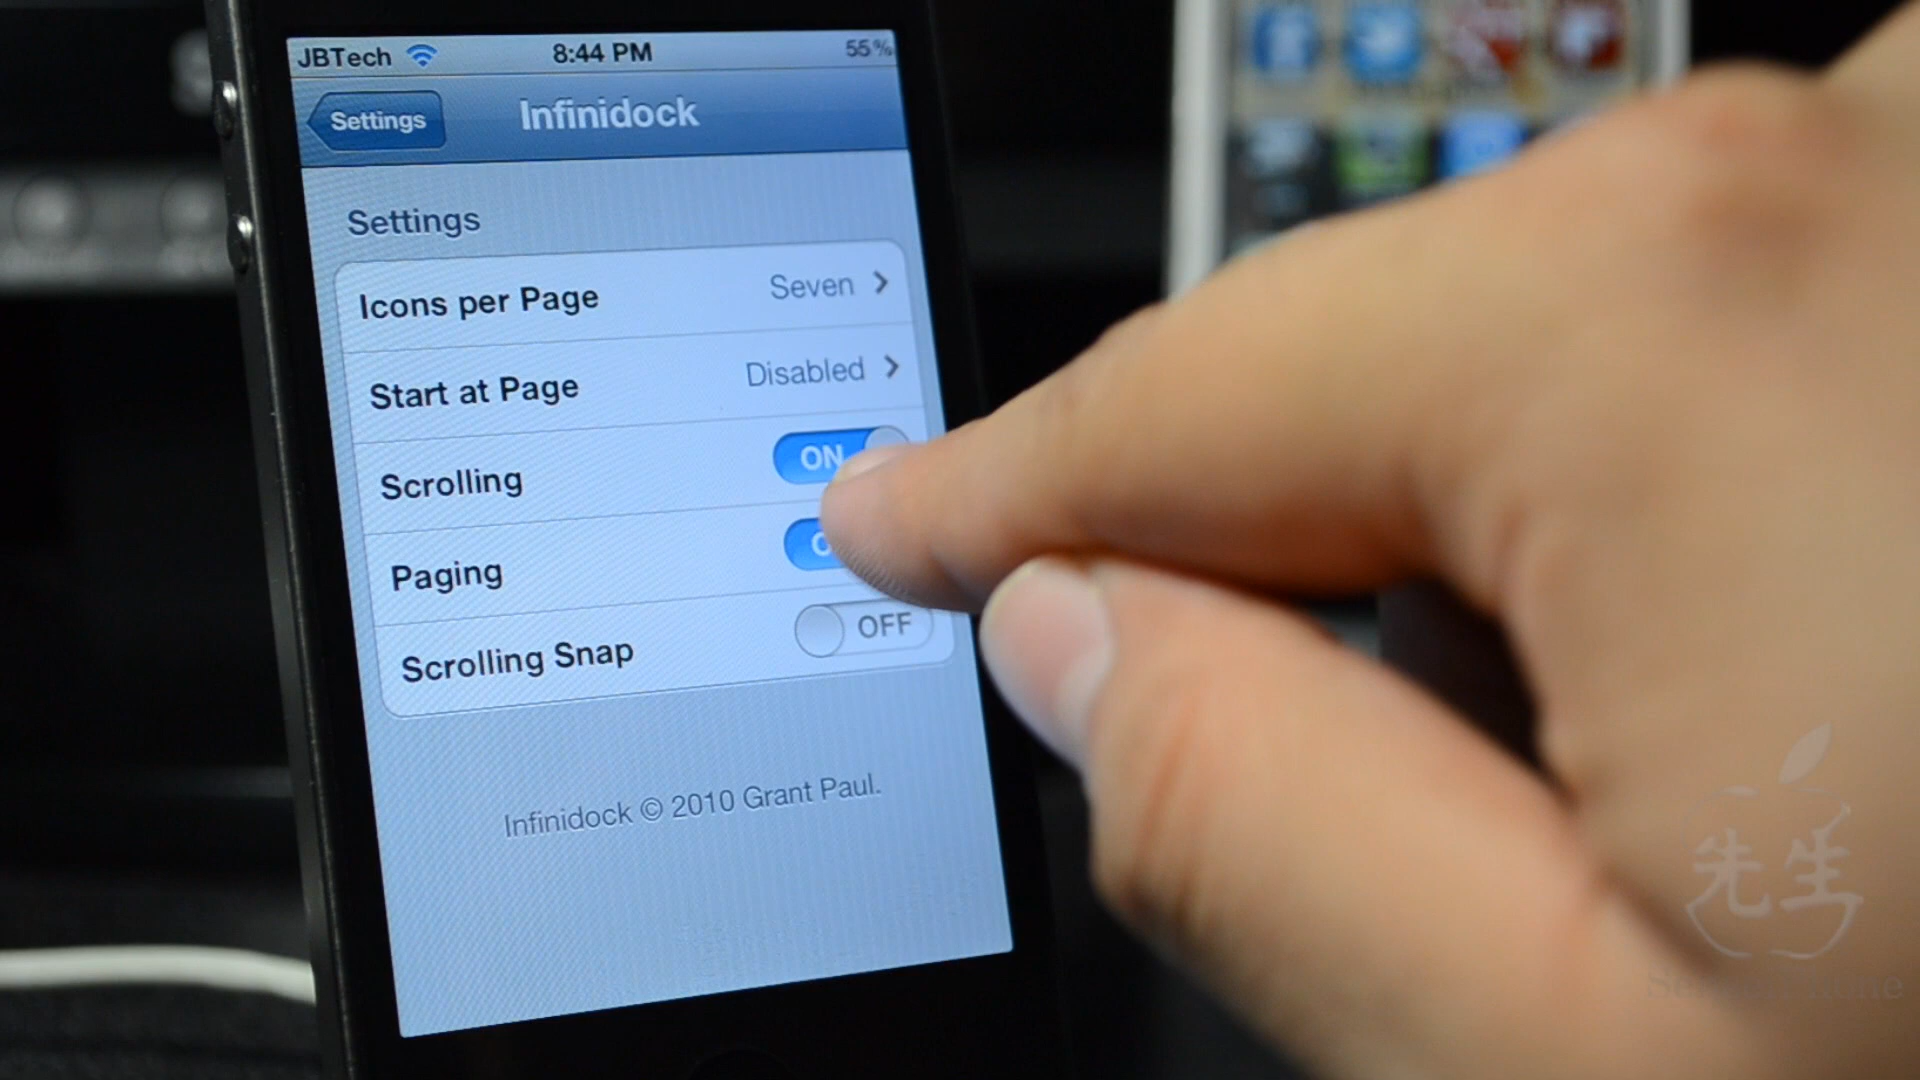 JBTech 8:44 PM 55%
Settings Infinidock
Settings
Icons per Page Seven
Start at Page Disabled
Scrolling ON
Paging
Scrolling Snap OFF
Infinidock © 2010 Grant Paul.
先生